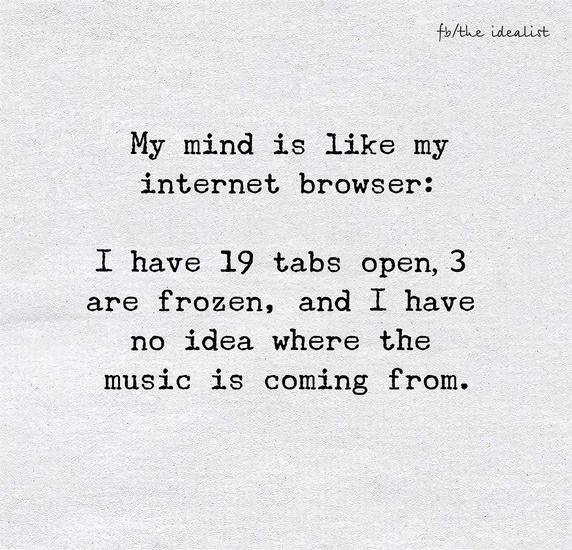 fb/the idealist
My mind is like my
internet browser:
I have 19 tabs open, 3
are frozen, and I have
no idea where the
music is coming from.